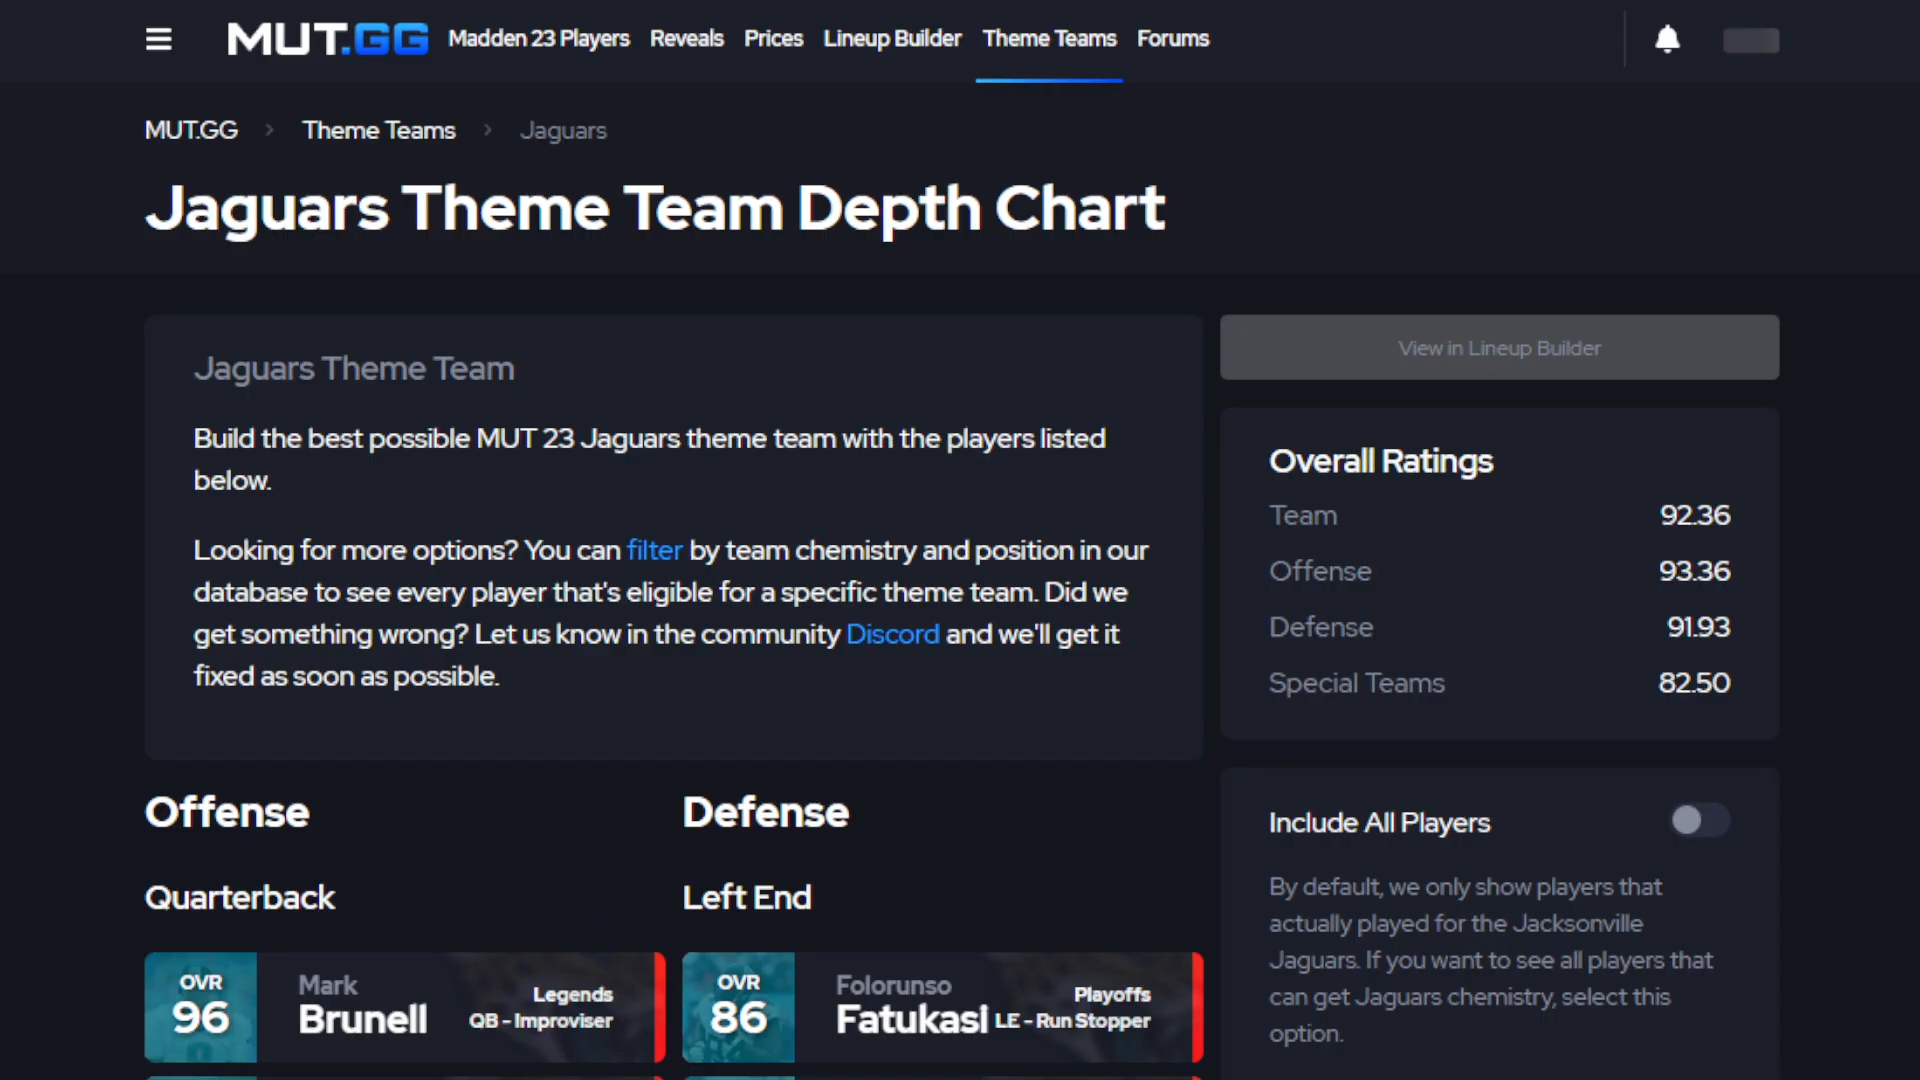 MUT.GG
Madden 23 Players
Reveals
Prices
Lineup Builder
Theme Teams
Forums
MUT.GG > Theme Teams > Jaguars
Jaguars Theme Team Depth Chart
Jaguars Theme Team
Build the best possible MUT 23 Jaguars theme team with the players listed
below.
Looking for more options? You can filter by team chemistry and position in our
database to see every player that's eligible for a specific theme team. Did we
get something wrong? Let us know in the community Discord and we'll get it
fixed as soon as possible.
View in Lineup Builder
Overall Ratings
Team 92.36
Offense 93.36
Defense 91.93
Special Teams 82.50
Include All Players
By default, we only show players that
actually played for the Jacksonville
Jaguars. If you want to see all players that
can get Jaguars chemistry, select this
option.
Offense
Quarterback
OVR
96
Mark
Brunell
Legends
QB - Improviser
Defense
Left End
OVR
86
Folorunso
Fatukasi
Playoffs
LE - Run Stopper